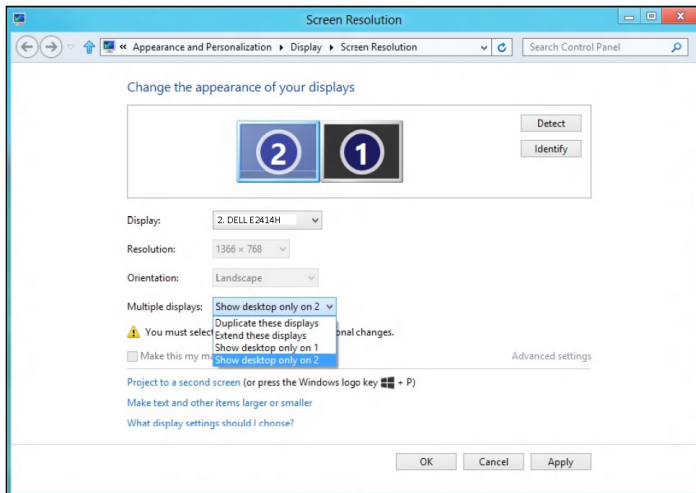 Screen Resolution
« Appearance and Personalization ▸ Display ▸ Screen Resolution
Search Control Panel
Change the appearance of your displays
2 1
Detect
Identify
Display: 2. DELL E2414H
Resolution: 1366 × 768
Orientation: Landscape
Multiple displays: Show desktop only on 2
Duplicate these displays
You must selec onal changes.
Extend these displays
Show desktop only on 1
Make this my m Show desktop only on 2 Advanced settings
Project to a second screen (or press the Windows logo key + P)
Make text and other items larger or smaller
What display settings should I choose?
OK Cancel Apply